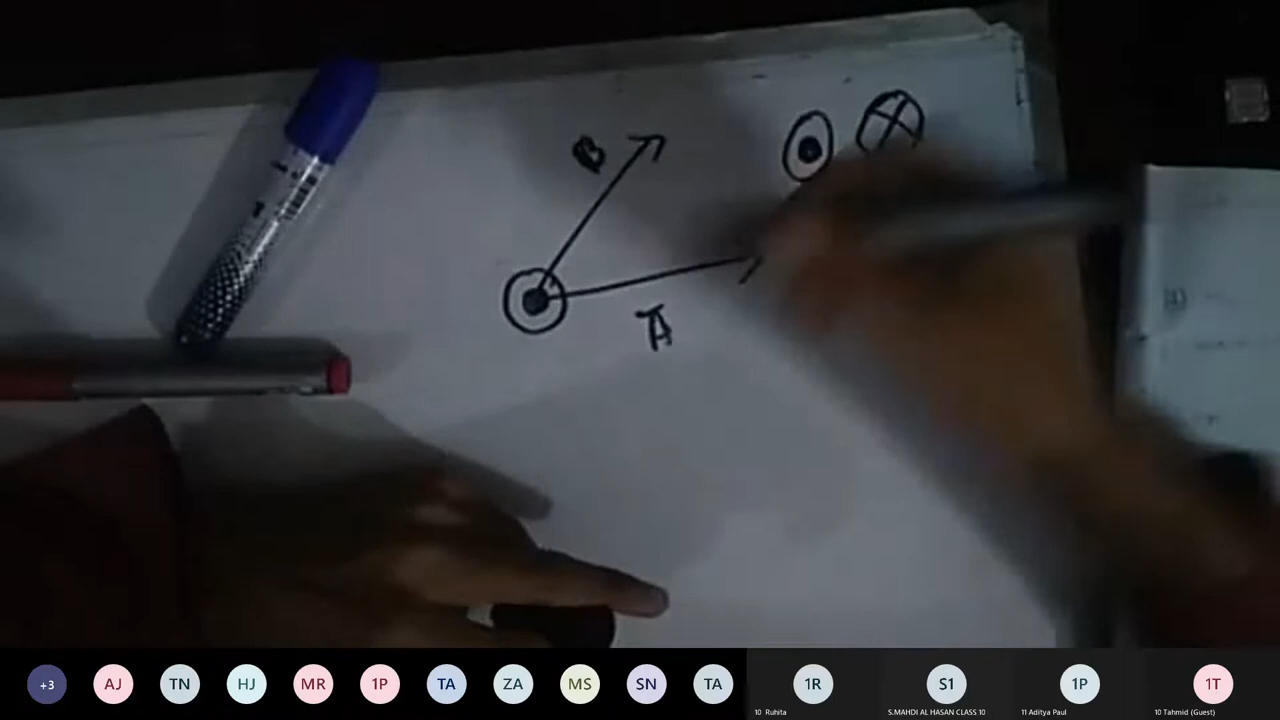 B
A
+3 AJ TN HJ MR 1P TA ZA MS SN TA 1R S1 1P 1T
10 Ruhita S.MAHDI AL HASAN CLASS 10 11 Aditya Paul 10 Tahmid (Guest)